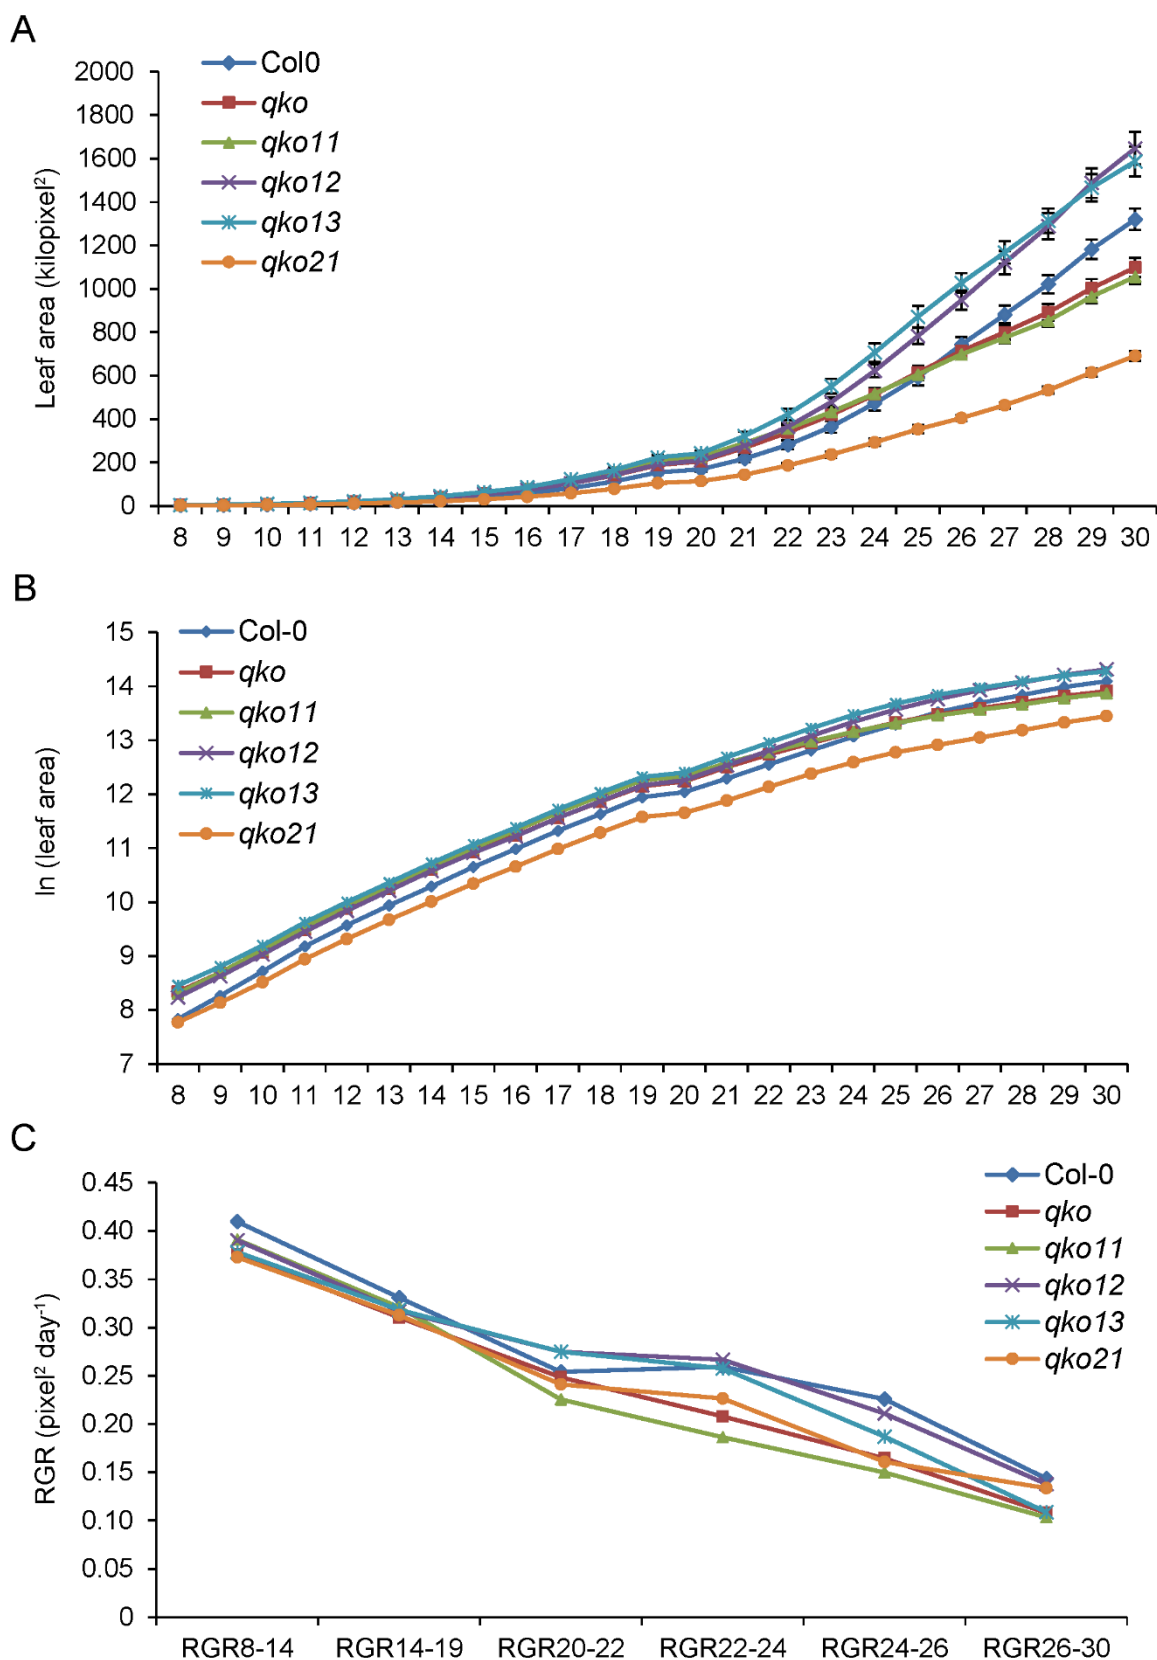 A
Col0
qko
qko11
qko12
qko13
qko21
Leaf area (kilopixel²)
2000
1800
1600
1400
1200
1000
800
600
400
200
0
8 9 10 11 12 13 14 15 16 17 18 19 20 21 22 23 24 25 26 27 28 29 30
B
Col-0
qko
qko11
qko12
qko13
qko21
ln (leaf area)
15
14
13
12
11
10
9
8
7
8 9 10 11 12 13 14 15 16 17 18 19 20 21 22 23 24 25 26 27 28 29 30
C
Col-0
qko
qko11
qko12
qko13
qko21
RGR (pixel² day⁻¹)
0.45
0.40
0.35
0.30
0.25
0.20
0.15
0.10
0.05
0
RGR8-14 RGR14-19 RGR20-22 RGR22-24 RGR24-26 RGR26-30